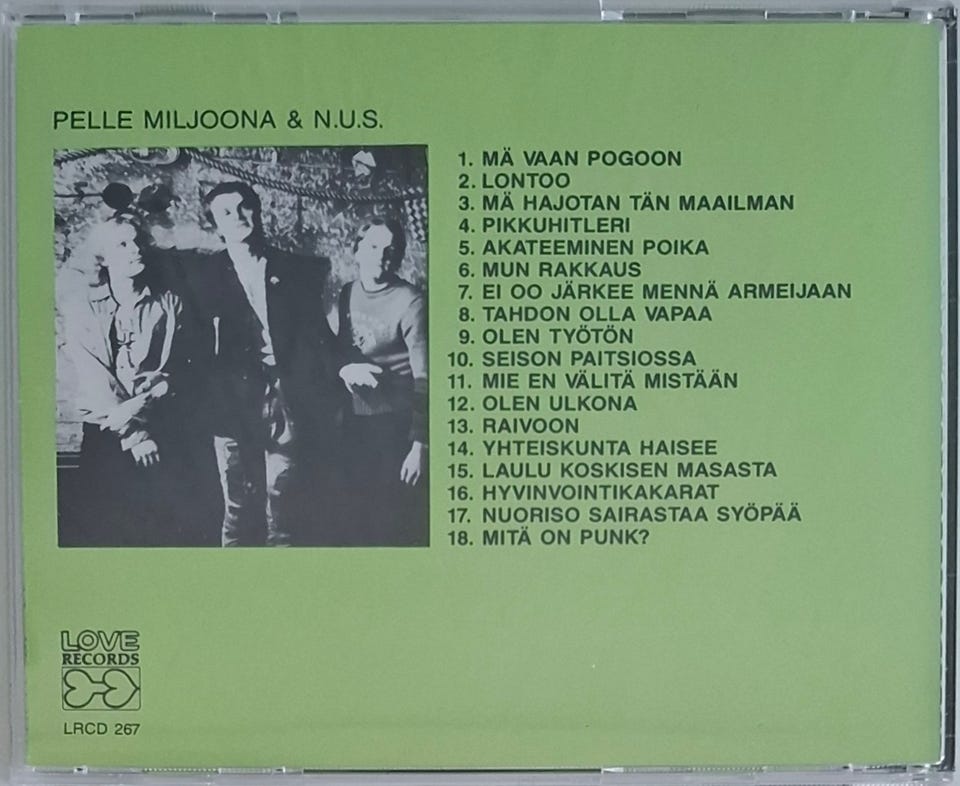 PELLE MILJOONA & N.U.S.
1. MÄ VAAN POGOON
2. LONTOO
3. MÄ HAJOTAN TÄN MAAILMAN
4. PIKKUHITLERI
5. AKATEEMINEN POIKA
6. MUN RAKKAUS
7. EI OO JÄRKEE MENNÄ ARMEIJAAN
8. TAHDON OLLA VAPAA
9. OLEN TYÖTÖN
10. SEISON PAITSIOSSA
11. MIE EN VÄLITÄ MISTÄÄN
12. OLEN ULKONA
13. RAIVOON
14. YHTEISKUNTA HAISEE
15. LAULU KOSKISEN MASASTA
16. HYVINVOINTIKAKARAT
17. NUORISO SAIRASTAA SYÖPÄÄ
18. MITÄ ON PUNK?
LOVE
RECORDS
LRCD 267